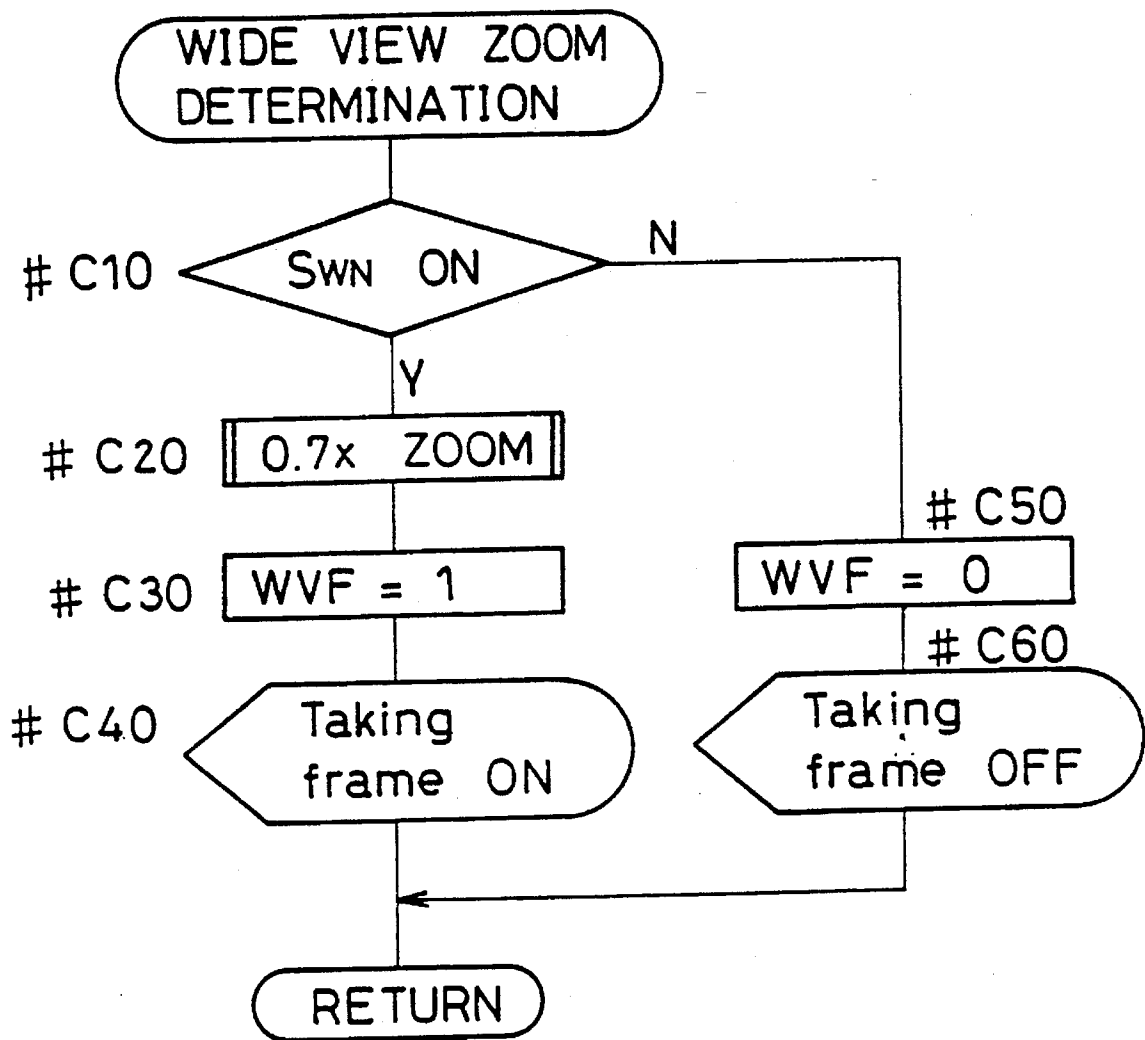 WIDE VIEW ZOOM
DETERMINATION
# C10
SWN ON
N
Y
# C20
0.7x ZOOM
# C30
WVF = 1
# C40
Taking
frame ON
# C50
WVF = 0
# C60
Taking
frame OFF
RETURN